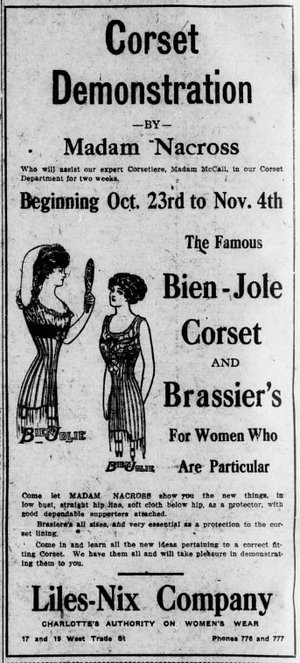 Corset
Demonstration
—BY—
Madam Nacross
Who will assist our expert Corsetiere, Madam McCall, in our Corset
Department for two weeks,
Beginning Oct. 23rd to Nov. 4th
The Famous
Bien-Jole
Corset
AND
Brassier's
For Women Who
Are Particular
BIEN JOLIE
BIEN JOLIE
Come let MADAM NACROSS show you the new things, in
low bust, straight hip line, soft cloth below hip, as a protector, with
good dependable supporters attached.
Brasiere's all sizes, and very essential as a protection to the cor-
set lining.
Come in and learn all the new ideas pertaining to a correct fit-
ting Corset. We have them all and will take pleasure in demonstrat-
ing them to you.
Liles-Nix Company
CHARLOTTE'S AUTHORITY ON WOMEN'S WEAR
17 and 19 West Trade St
Phones 776 and 777